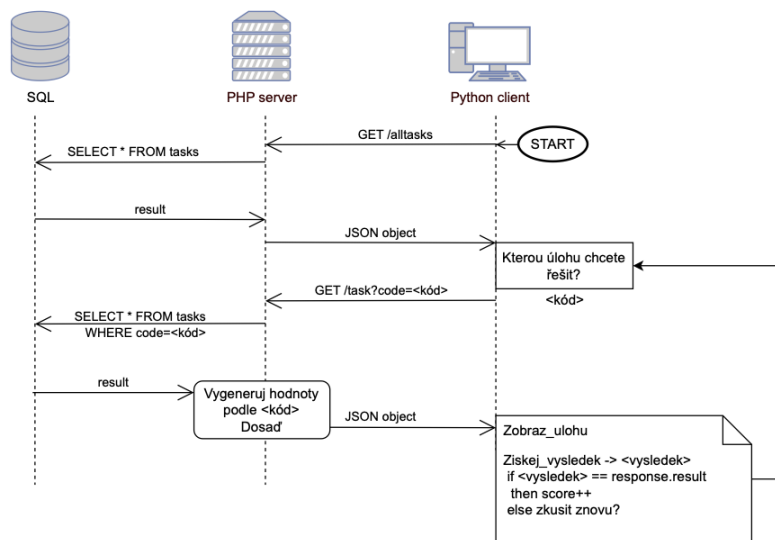 SQL
PHP server
Python client
START
GET /alltasks
SELECT * FROM tasks
result
JSON object
Kterou úlohu chcete
řešit?
<kód>
GET /task?code=<kód>
SELECT * FROM tasks
WHERE code=<kód>
result
Vygeneruj hodnoty
podle <kód>
Dosaď
JSON object
Zobraz_ulohu
Ziskej_vysledek -> <vysledek>
if <vysledek> == response.result
then score++
else zkusit znovu?